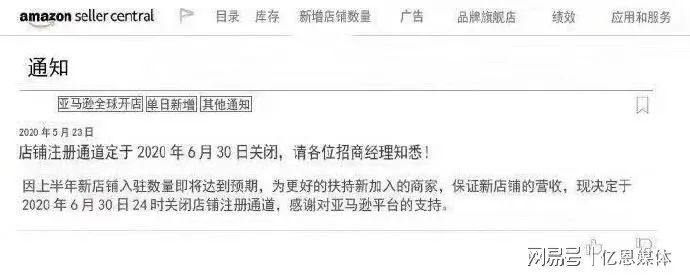 amazon seller central 目录 库存 新增店铺数量 广告 品牌旗舰店 绩效 应用和服务
通知
亚马逊全球开店 单日新增 其他通知
2020 年 5 月 23 日
店铺注册通道定于 2020 年 6 月 30 日关闭，请各位招商经理知悉！
因上半年新店铺入驻数量即将达到预期，为更好的扶持新加入的商家，保证新店铺的营收，现决定于
2020 年 6 月 30 日 24 时关闭店铺注册通道，感谢对亚马逊平台的支持。
网易号 | 亿恩媒体